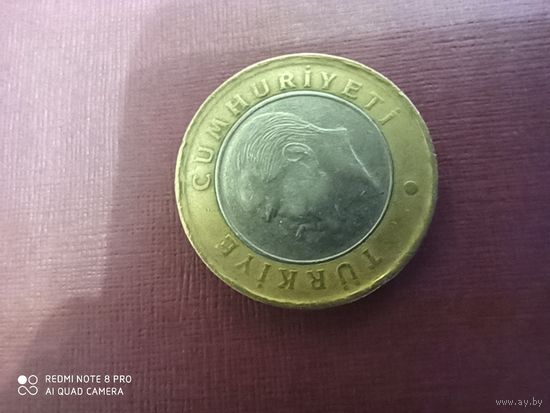 TÜRKİYE CUMHURİYETİ
REDMI NOTE 8 PRO
AI QUAD CAMERA
www.ay.by